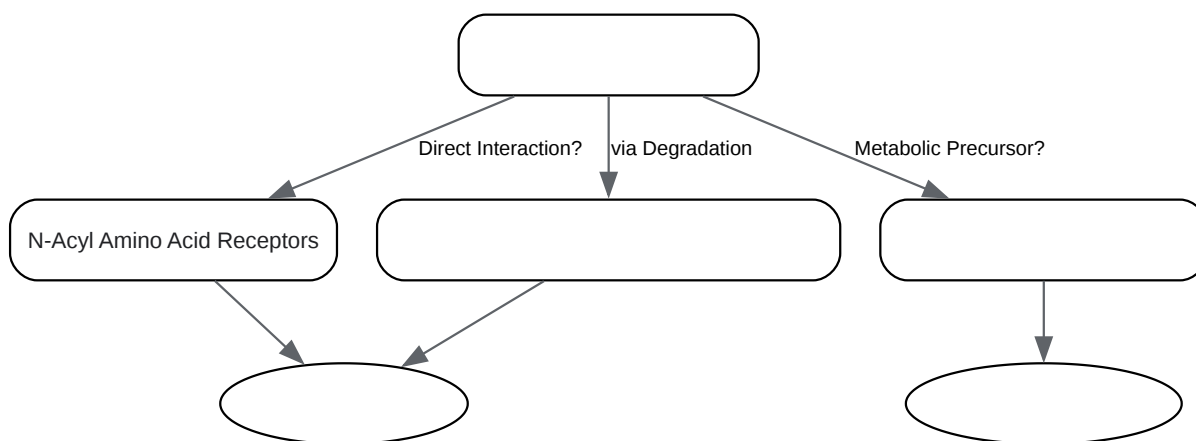 Direct Interaction?
via Degradation
Metabolic Precursor?
N-Acyl Amino Acid Receptors